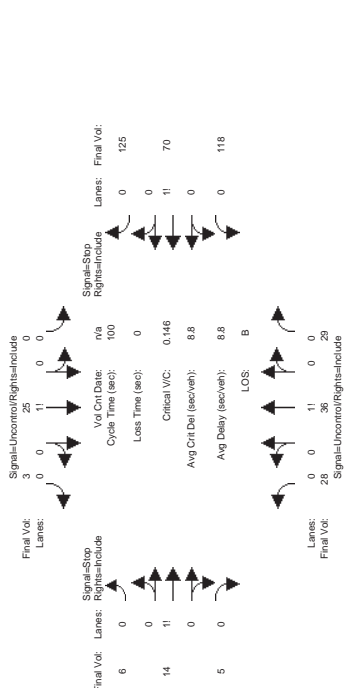 Signal=Uncontrol/Rights=Include
Final Vol: 3 25 0
Lanes: 0 0 1! 0 0
Signal=Stop
Final Vol: Lanes: Rights=Include
6 0
0
14 1!
0
5 0
Vol Cnt Date: n/a
Cycle Time (sec): 100
Loss Time (sec): 0
Critical V/C: 0.146
Avg Crit Del (sec/veh): 8.8
Avg Delay (sec/veh): 8.8
LOS: B
Signal=Stop
Rights=Include Lanes: Final Vol:
0 125
0
1! 70
0
0 118
Lanes: 0 0 1! 0 0
Final Vol: 28 36 29
Signal=Uncontrol/Rights=Include